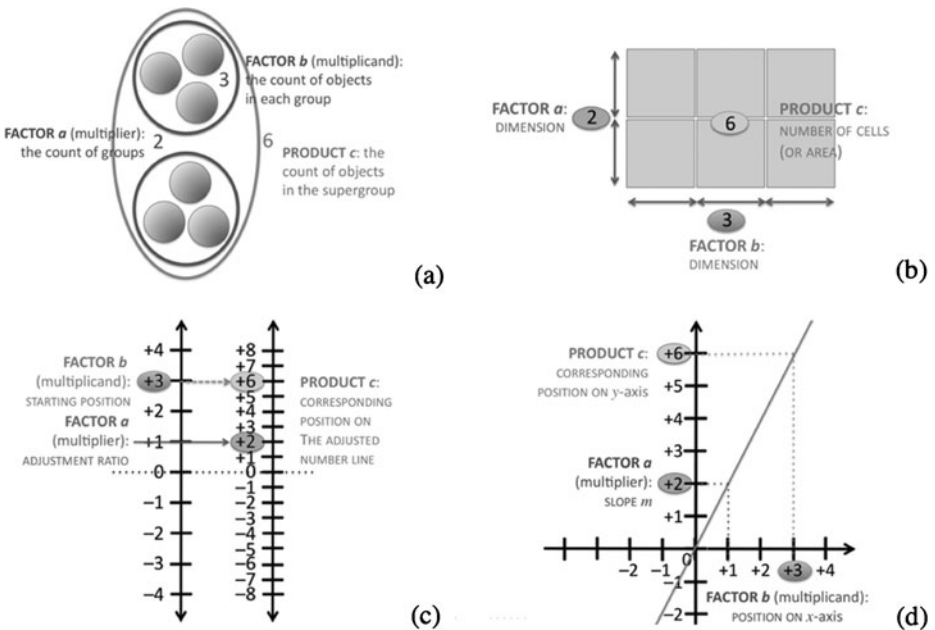 FACTOR b (multiplicand):
3 the count of objects
in each group
FACTOR a (multiplier):
the count of groups
2
6
PRODUCT c: the
count of objects
in the supergroup
(a)
FACTOR a:
DIMENSION
2
6
PRODUCT c:
NUMBER OF CELLS
(OR AREA)
3
FACTOR b:
DIMENSION
(b)
FACTOR b
(multiplicand):
STARTING POSITION
FACTOR a
(multiplier):
ADJUSTMENT RATIO
+4
+3
+2
+1
0
–1
–2
–3
–4
+8
+7
+6
+5
+4
+3
+2
+1
0
–1
–2
–3
–4
–5
–6
–7
–8
PRODUCT c:
CORRESPONDING
POSITION ON
THE ADJUSTED
NUMBER LINE
(c)
PRODUCT c:
CORRESPONDING
POSITION ON y-axis
FACTOR a
(multiplier):
SLOPE m
+6
+5
+4
+3
+2
+1
0
–1
–2
–2 –1 +1 +2 +3 +4
FACTOR b (multiplicand):
POSITION ON x-axis
(d)